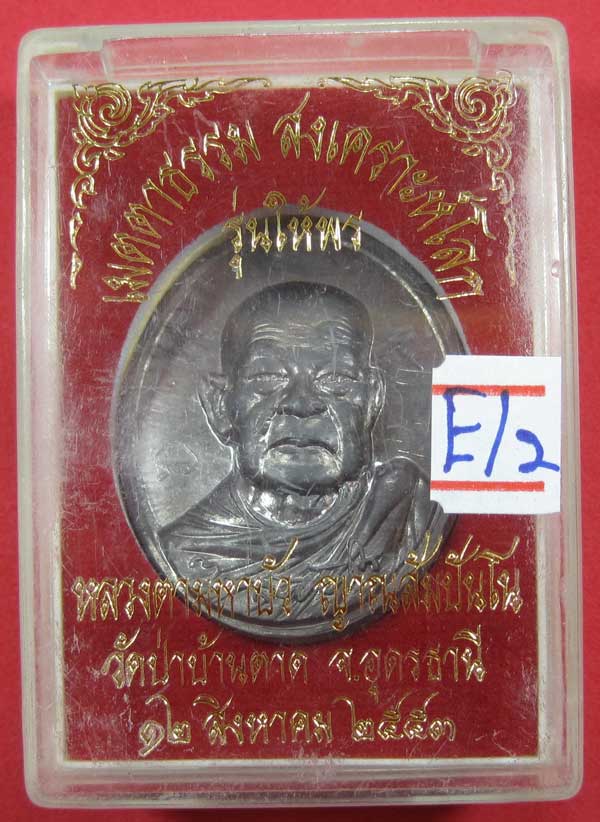 เมตตาธรรม สงเคราะห์โลก
รุ่นให้พร
E/2
หลวงตามหาบัว ญาณสัมปันโน
วัดป่าบ้านตาด จ.อุดรธานี
๑๒ สิงหาคม ๒๕๕๓